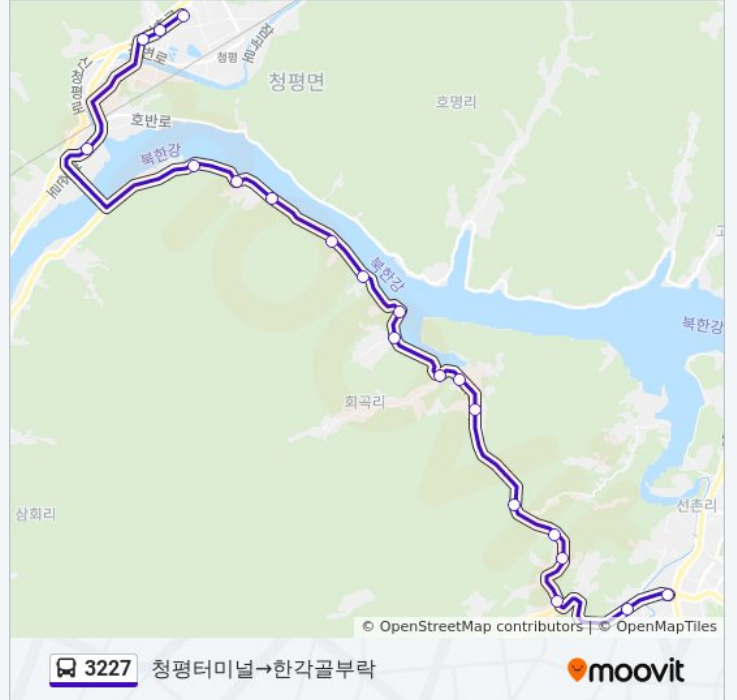 청평
청평면
신청평로
호명리
호반로
북한강
북한강
북한강
회곡리
선촌리
삼회리
© OpenStreetMap contributors | © OpenMapTiles
3227 청평터미널→한각골부락
moovit